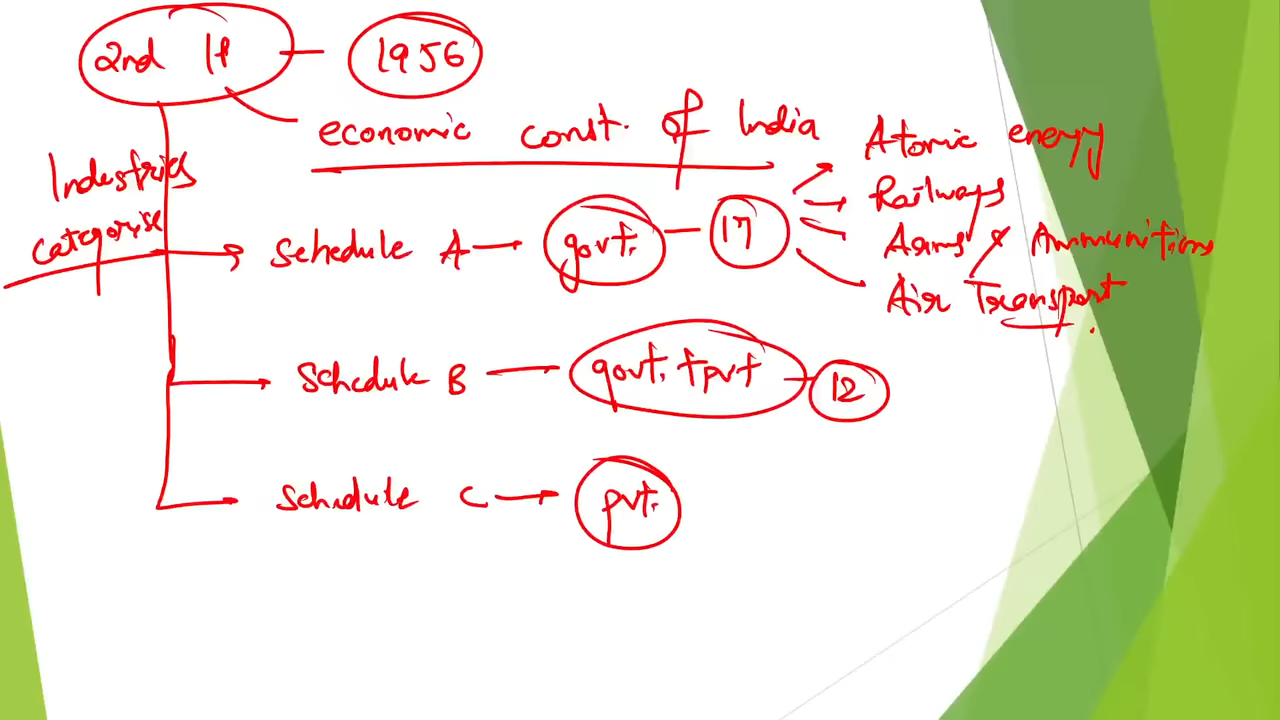 2nd IP - 1956
economic const. of India
Industries
categorise
Schedule A → govt. - 17
Atomic energy
Railways
Arms & Ammunitions
Air Transport
Schedule B → govt. + pvt - 12
Schedule C → pvt.